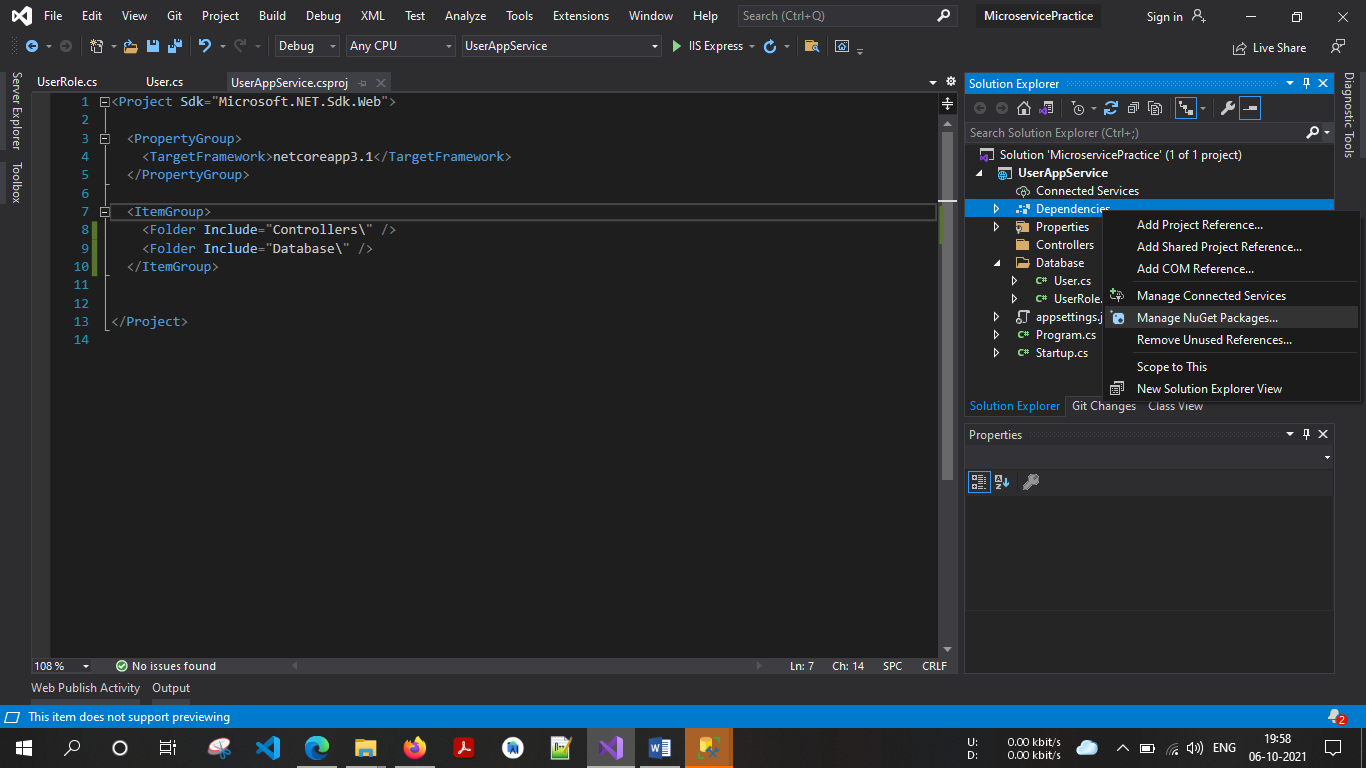 File Edit View Git Project Build Debug XML Test Analyze Tools Extensions Window Help Search (Ctrl+Q) MicroservicePractice Sign in
Debug Any CPU UserAppService IIS Express Live Share
Server Explorer
Toolbox
UserRole.cs User.cs UserAppService.csproj
1 <Project Sdk="Microsoft.NET.Sdk.Web">
2
3 <PropertyGroup>
4 <TargetFramework>netcoreapp3.1</TargetFramework>
5 </PropertyGroup>
6
7 <ItemGroup>
8 <Folder Include="Controllers\" />
9 <Folder Include="Database\" />
10 </ItemGroup>
11
12
13 </Project>
14
108 % No issues found Ln: 7 Ch: 14 SPC CRLF
Web Publish Activity Output
Solution Explorer
Search Solution Explorer (Ctrl+;)
Solution 'MicroservicePractice' (1 of 1 project)
UserAppService
Connected Services
Dependencies
Properties
Controllers
Database
C# User.cs
C# UserRole.
appsettings.j
C# Program.cs
C# Startup.cs
Add Project Reference...
Add Shared Project Reference...
Add COM Reference...
Manage Connected Services
Manage NuGet Packages...
Remove Unused References...
Scope to This
New Solution Explorer View
Solution Explorer Git Changes Class View
Properties
Diagnostic Tools
This item does not support previewing 2
U: 0.00 kbit/s
D: 0.00 kbit/s
ENG
19:58
06-10-2021